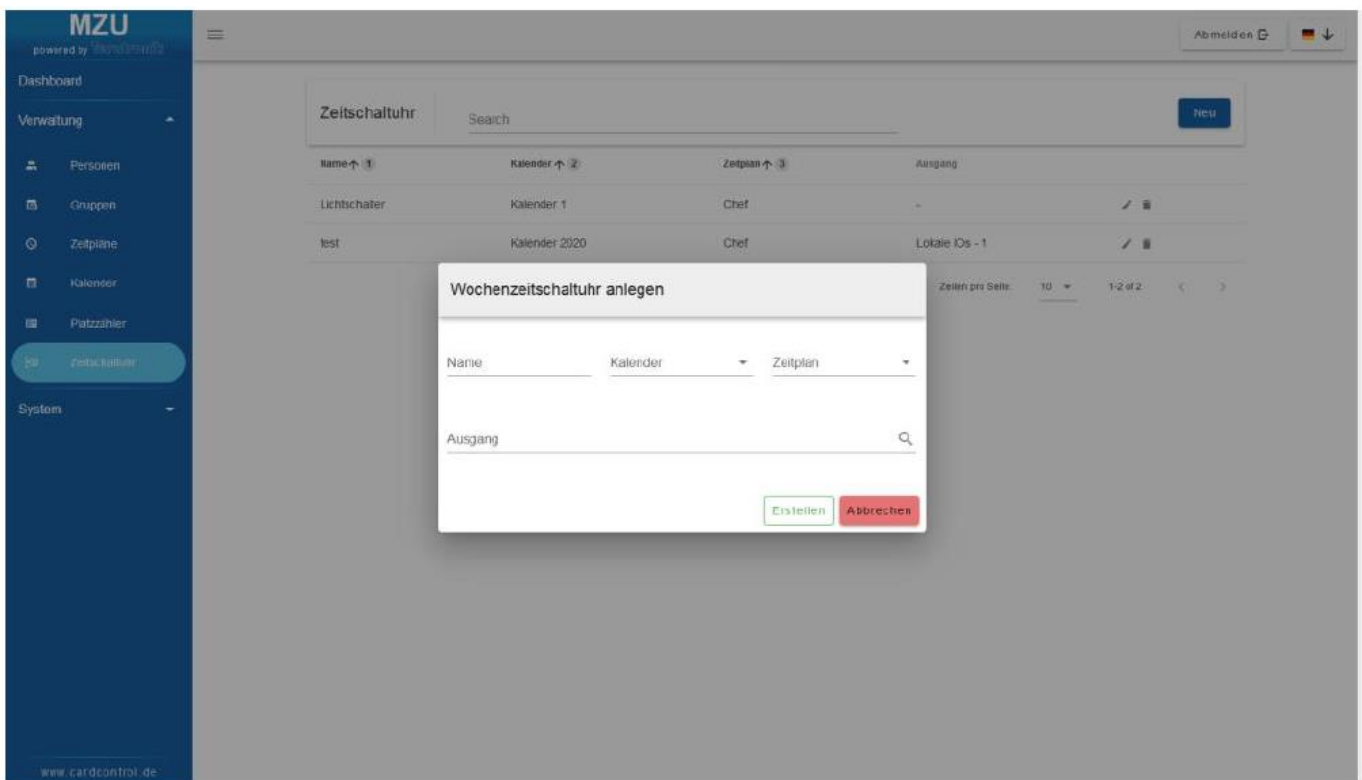 MZU
powered by
Abmelden
Dashboard
Verwaltung
Personen
Gruppen
Zeitpläne
Kalender
Platzzähler
Zeitschaltuhr
System
www.cardcontrol.de
Zeitschaltuhr Search Neu
Name 1 Kalender 2 Zeitplan 3 Ausgang
Lichtschalter Kalender 1 Chef -
test Kalender 2020 Chef Lokale IOs - 1
Zeilen pro Seite: 10 1-2 of 2
Wochenzeitschaltuhr anlegen
Name Kalender Zeitplan
Ausgang
Erstellen Abbrechen